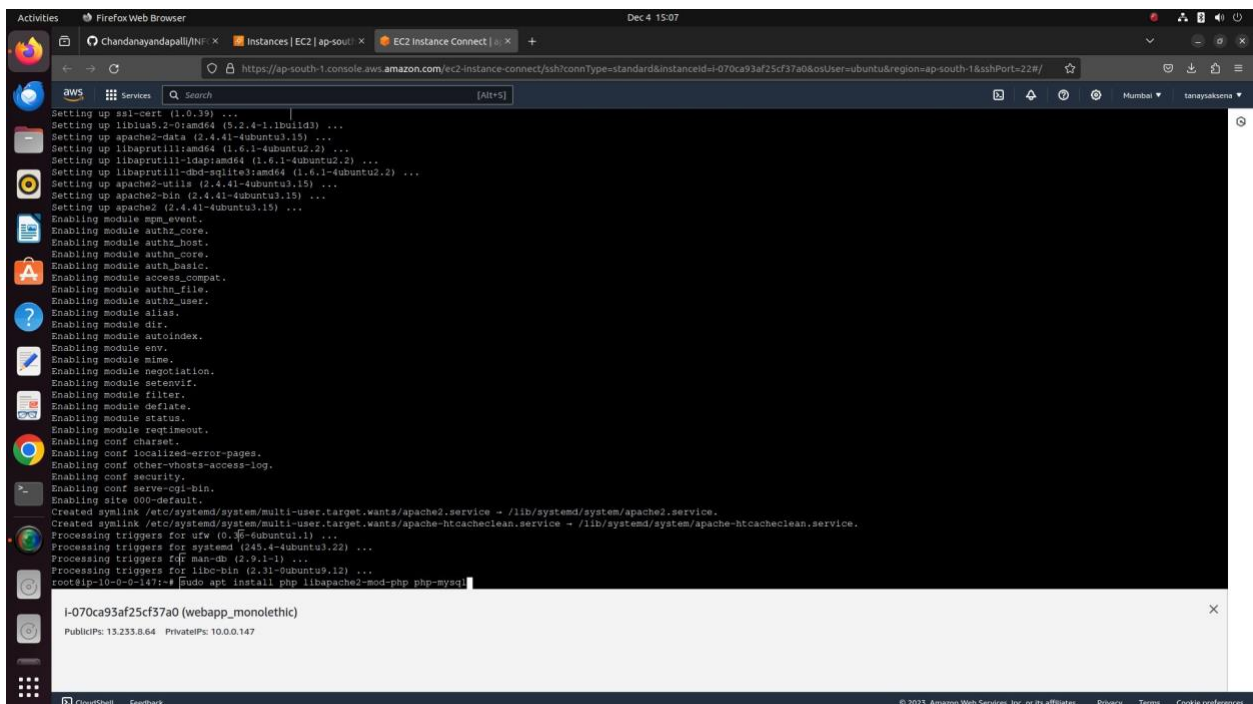 Activities Firefox Web Browser Dec 4 15:07
Chandanayandapalli/INF Instances | EC2 | ap-south EC2 Instance Connect | ap
https://ap-south-1.console.aws.amazon.com/ec2-instance-connect/ssh?connType=standard&instanceId=i-070ca93af25cf37a0&osUser=ubuntu&region=ap-south-1&sshPort=22#/
aws Services Search [Alt+S] Mumbai tanaysaksena
Setting up ssl-cert (1.0.39) ...
Setting up liblua5.2-0:amd64 (5.2.4-1.1build3) ...
Setting up apache2-data (2.4.41-4ubuntu3.15) ...
Setting up libaprutil1:amd64 (1.6.1-4ubuntu2.2) ...
Setting up libaprutil1-ldap:amd64 (1.6.1-4ubuntu2.2) ...
Setting up libaprutil1-dbd-sqlite3:amd64 (1.6.1-4ubuntu2.2) ...
Setting up apache2-utils (2.4.41-4ubuntu3.15) ...
Setting up apache2-bin (2.4.41-4ubuntu3.15) ...
Setting up apache2 (2.4.41-4ubuntu3.15) ...
Enabling module mpm_event.
Enabling module authz_core.
Enabling module authz_host.
Enabling module authn_core.
Enabling module auth_basic.
Enabling module access_compat.
Enabling module authn_file.
Enabling module authz_user.
Enabling module alias.
Enabling module dir.
Enabling module autoindex.
Enabling module env.
Enabling module mime.
Enabling module negotiation.
Enabling module setenvif.
Enabling module filter.
Enabling module deflate.
Enabling module status.
Enabling module reqtimeout.
Enabling conf charset.
Enabling conf localized-error-pages.
Enabling conf other-vhosts-access-log.
Enabling conf security.
Enabling conf serve-cgi-bin.
Enabling site 000-default.
Created symlink /etc/systemd/system/multi-user.target.wants/apache2.service → /lib/systemd/system/apache2.service.
Created symlink /etc/systemd/system/multi-user.target.wants/apache-htcacheclean.service → /lib/systemd/system/apache-htcacheclean.service.
Processing triggers for ufw (0.36-6ubuntu1.1) ...
Processing triggers for systemd (245.4-4ubuntu3.22) ...
Processing triggers for man-db (2.9.1-1) ...
Processing triggers for libc-bin (2.31-0ubuntu9.12) ...
root@ip-10-0-0-147:~# sudo apt install php libapache2-mod-php php-mysql
i-070ca93af25cf37a0 (webapp_monolethic)
PublicIPs: 13.233.8.64 PrivateIPs: 10.0.0.147
CloudShell Feedback © 2023, Amazon Web Services, Inc. or its affiliates. Privacy Terms Cookie preferences